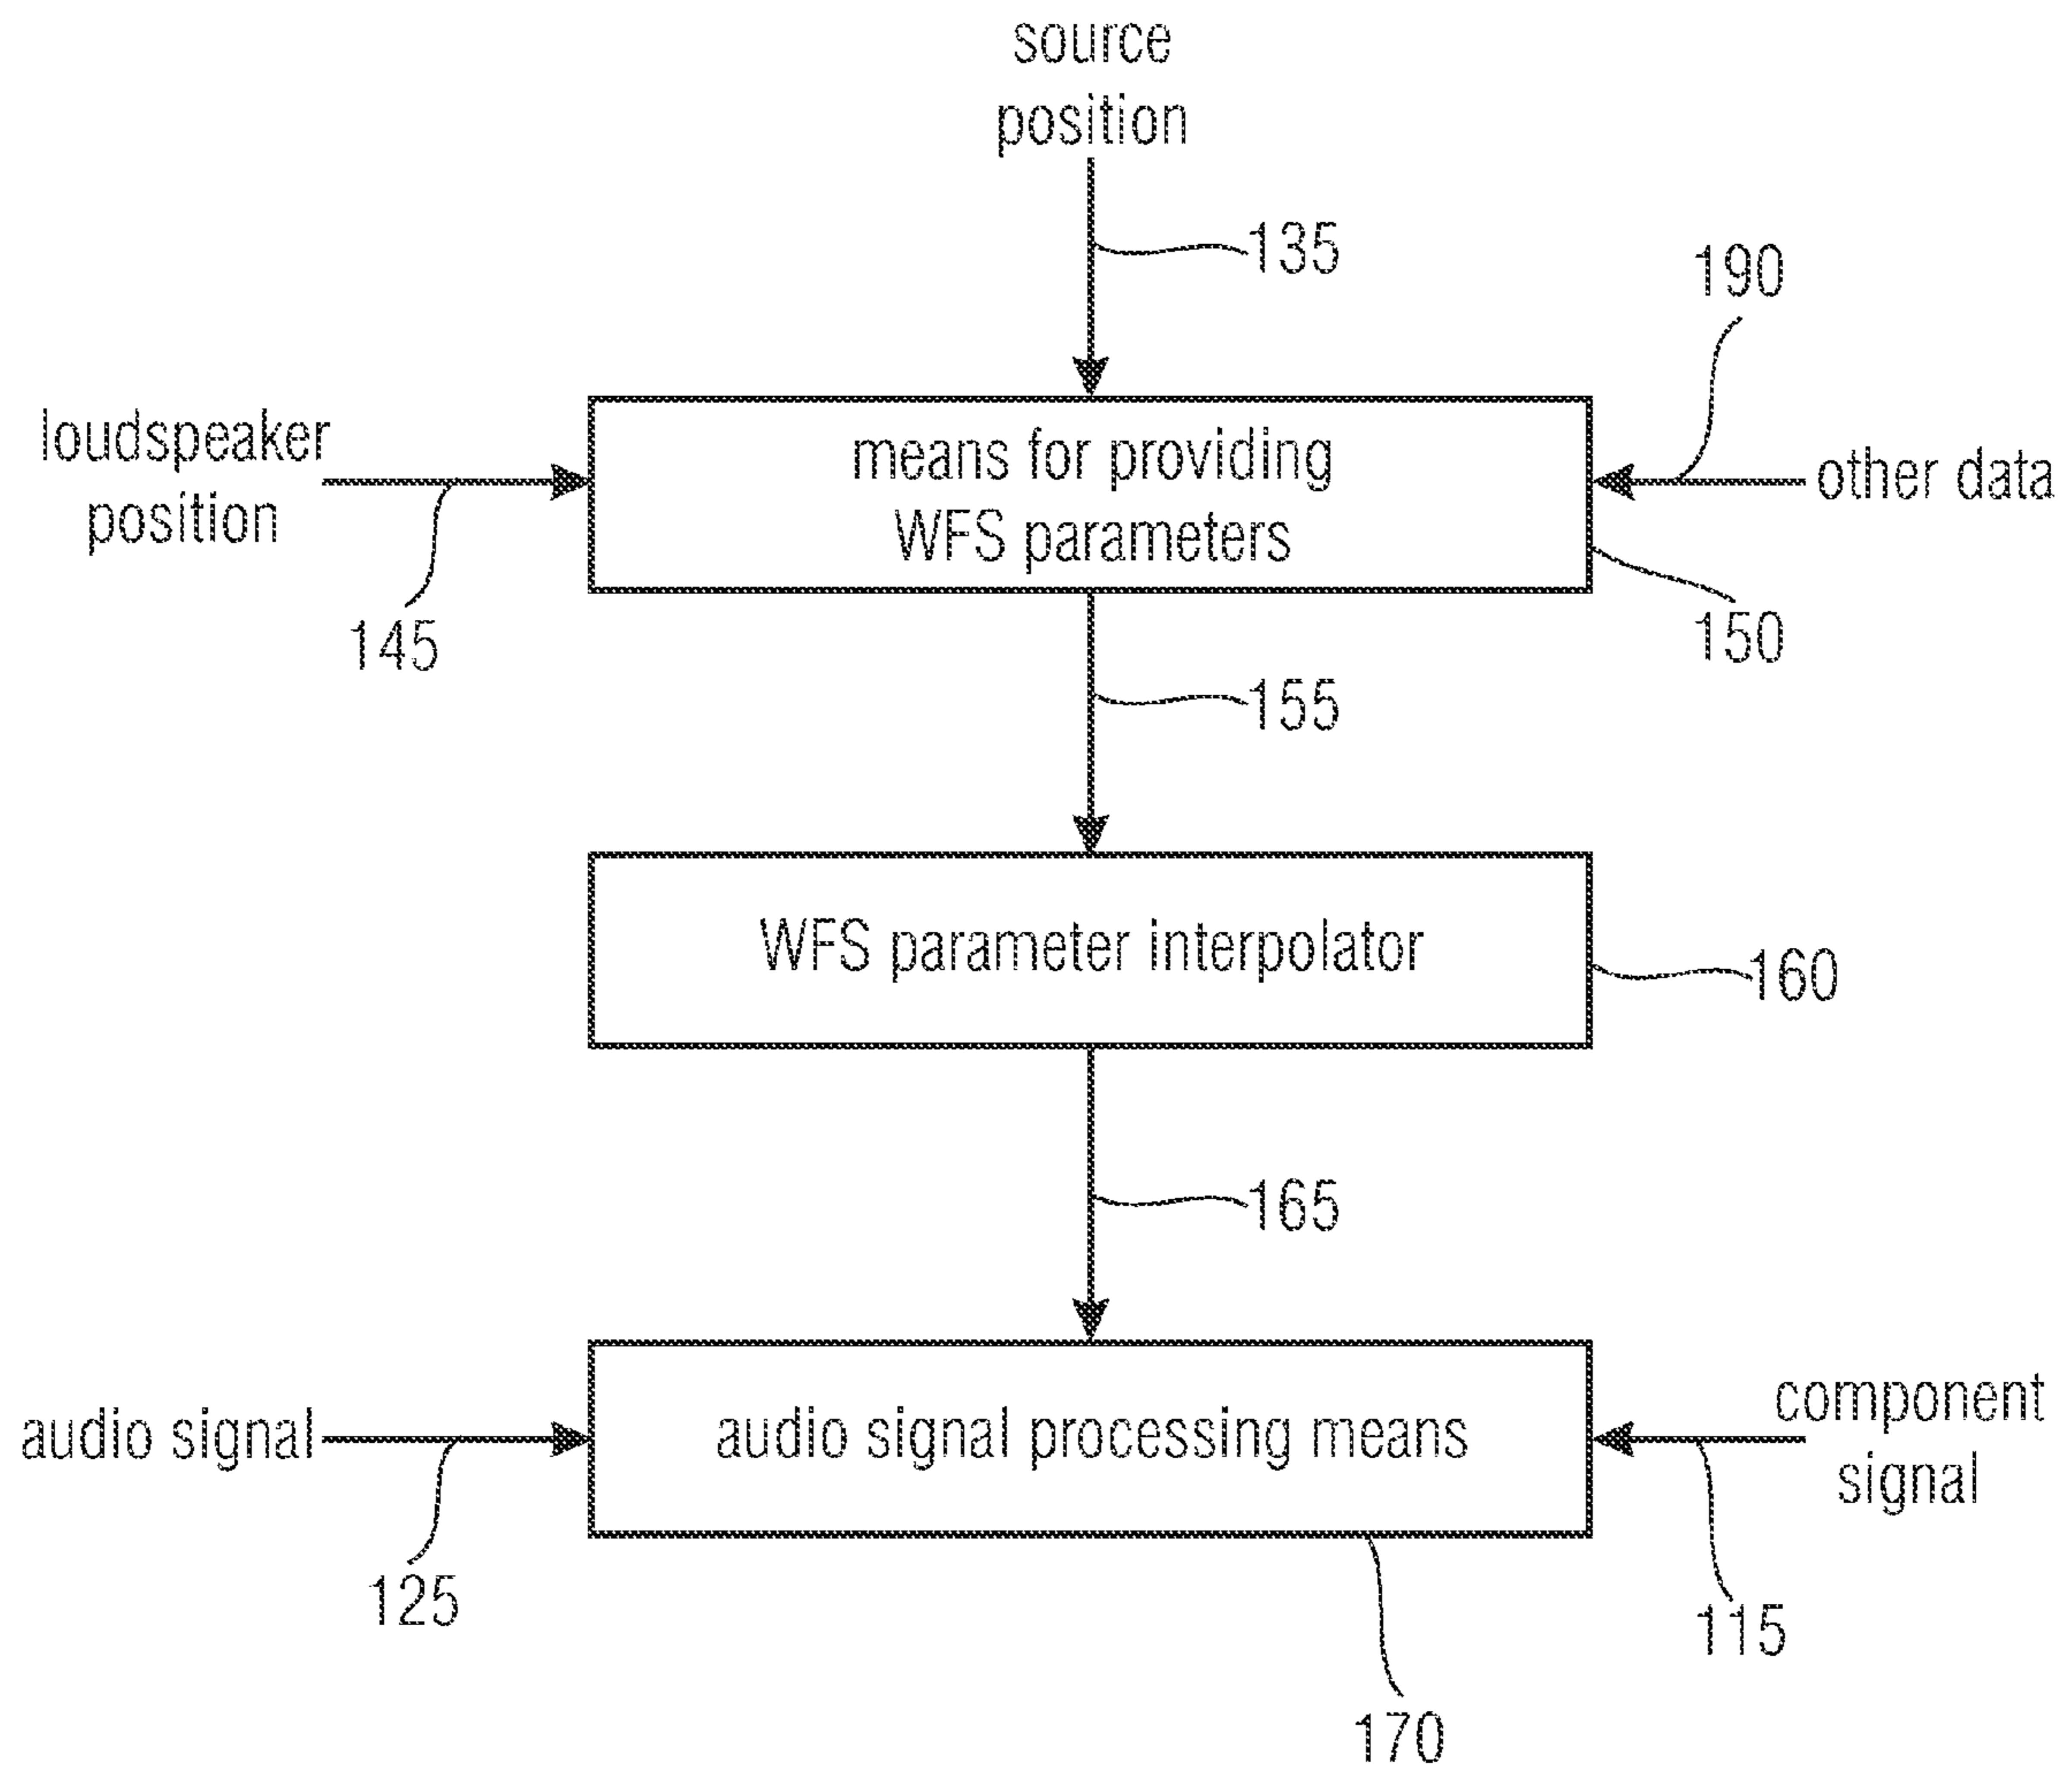 source
position
135
190
loudspeaker
position
means for providing
WFS parameters
other data
145
150
155
WFS parameter interpolator
160
165
audio signal
audio signal processing means
component
signal
125
115
170